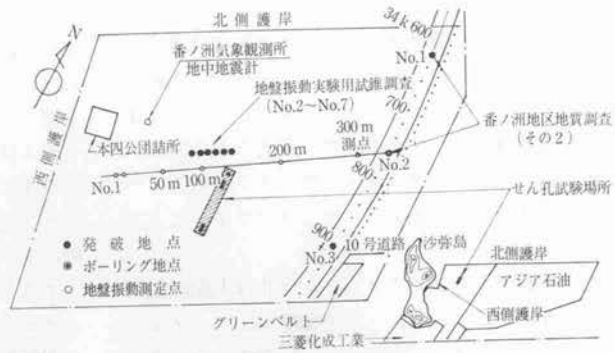 北側護岸
34k600
N
番ノ洲気象観測所
地中地震計
No.1
地盤振動実験用試錐調査
(No.2〜No.7)
700
番ノ洲地区地質調査
(その2)
西側護岸
本四公団詰所
300m
測点
200m
800
No.2
No.1
50m
100m
せん孔試験場所
900
● 発破地点
No.3
10号道路
沙弥島
北側護岸
◉ ボーリング地点
アジア石油
○ 地盤振動測定点
西側護岸
グリーンベルト
三菱化成工業